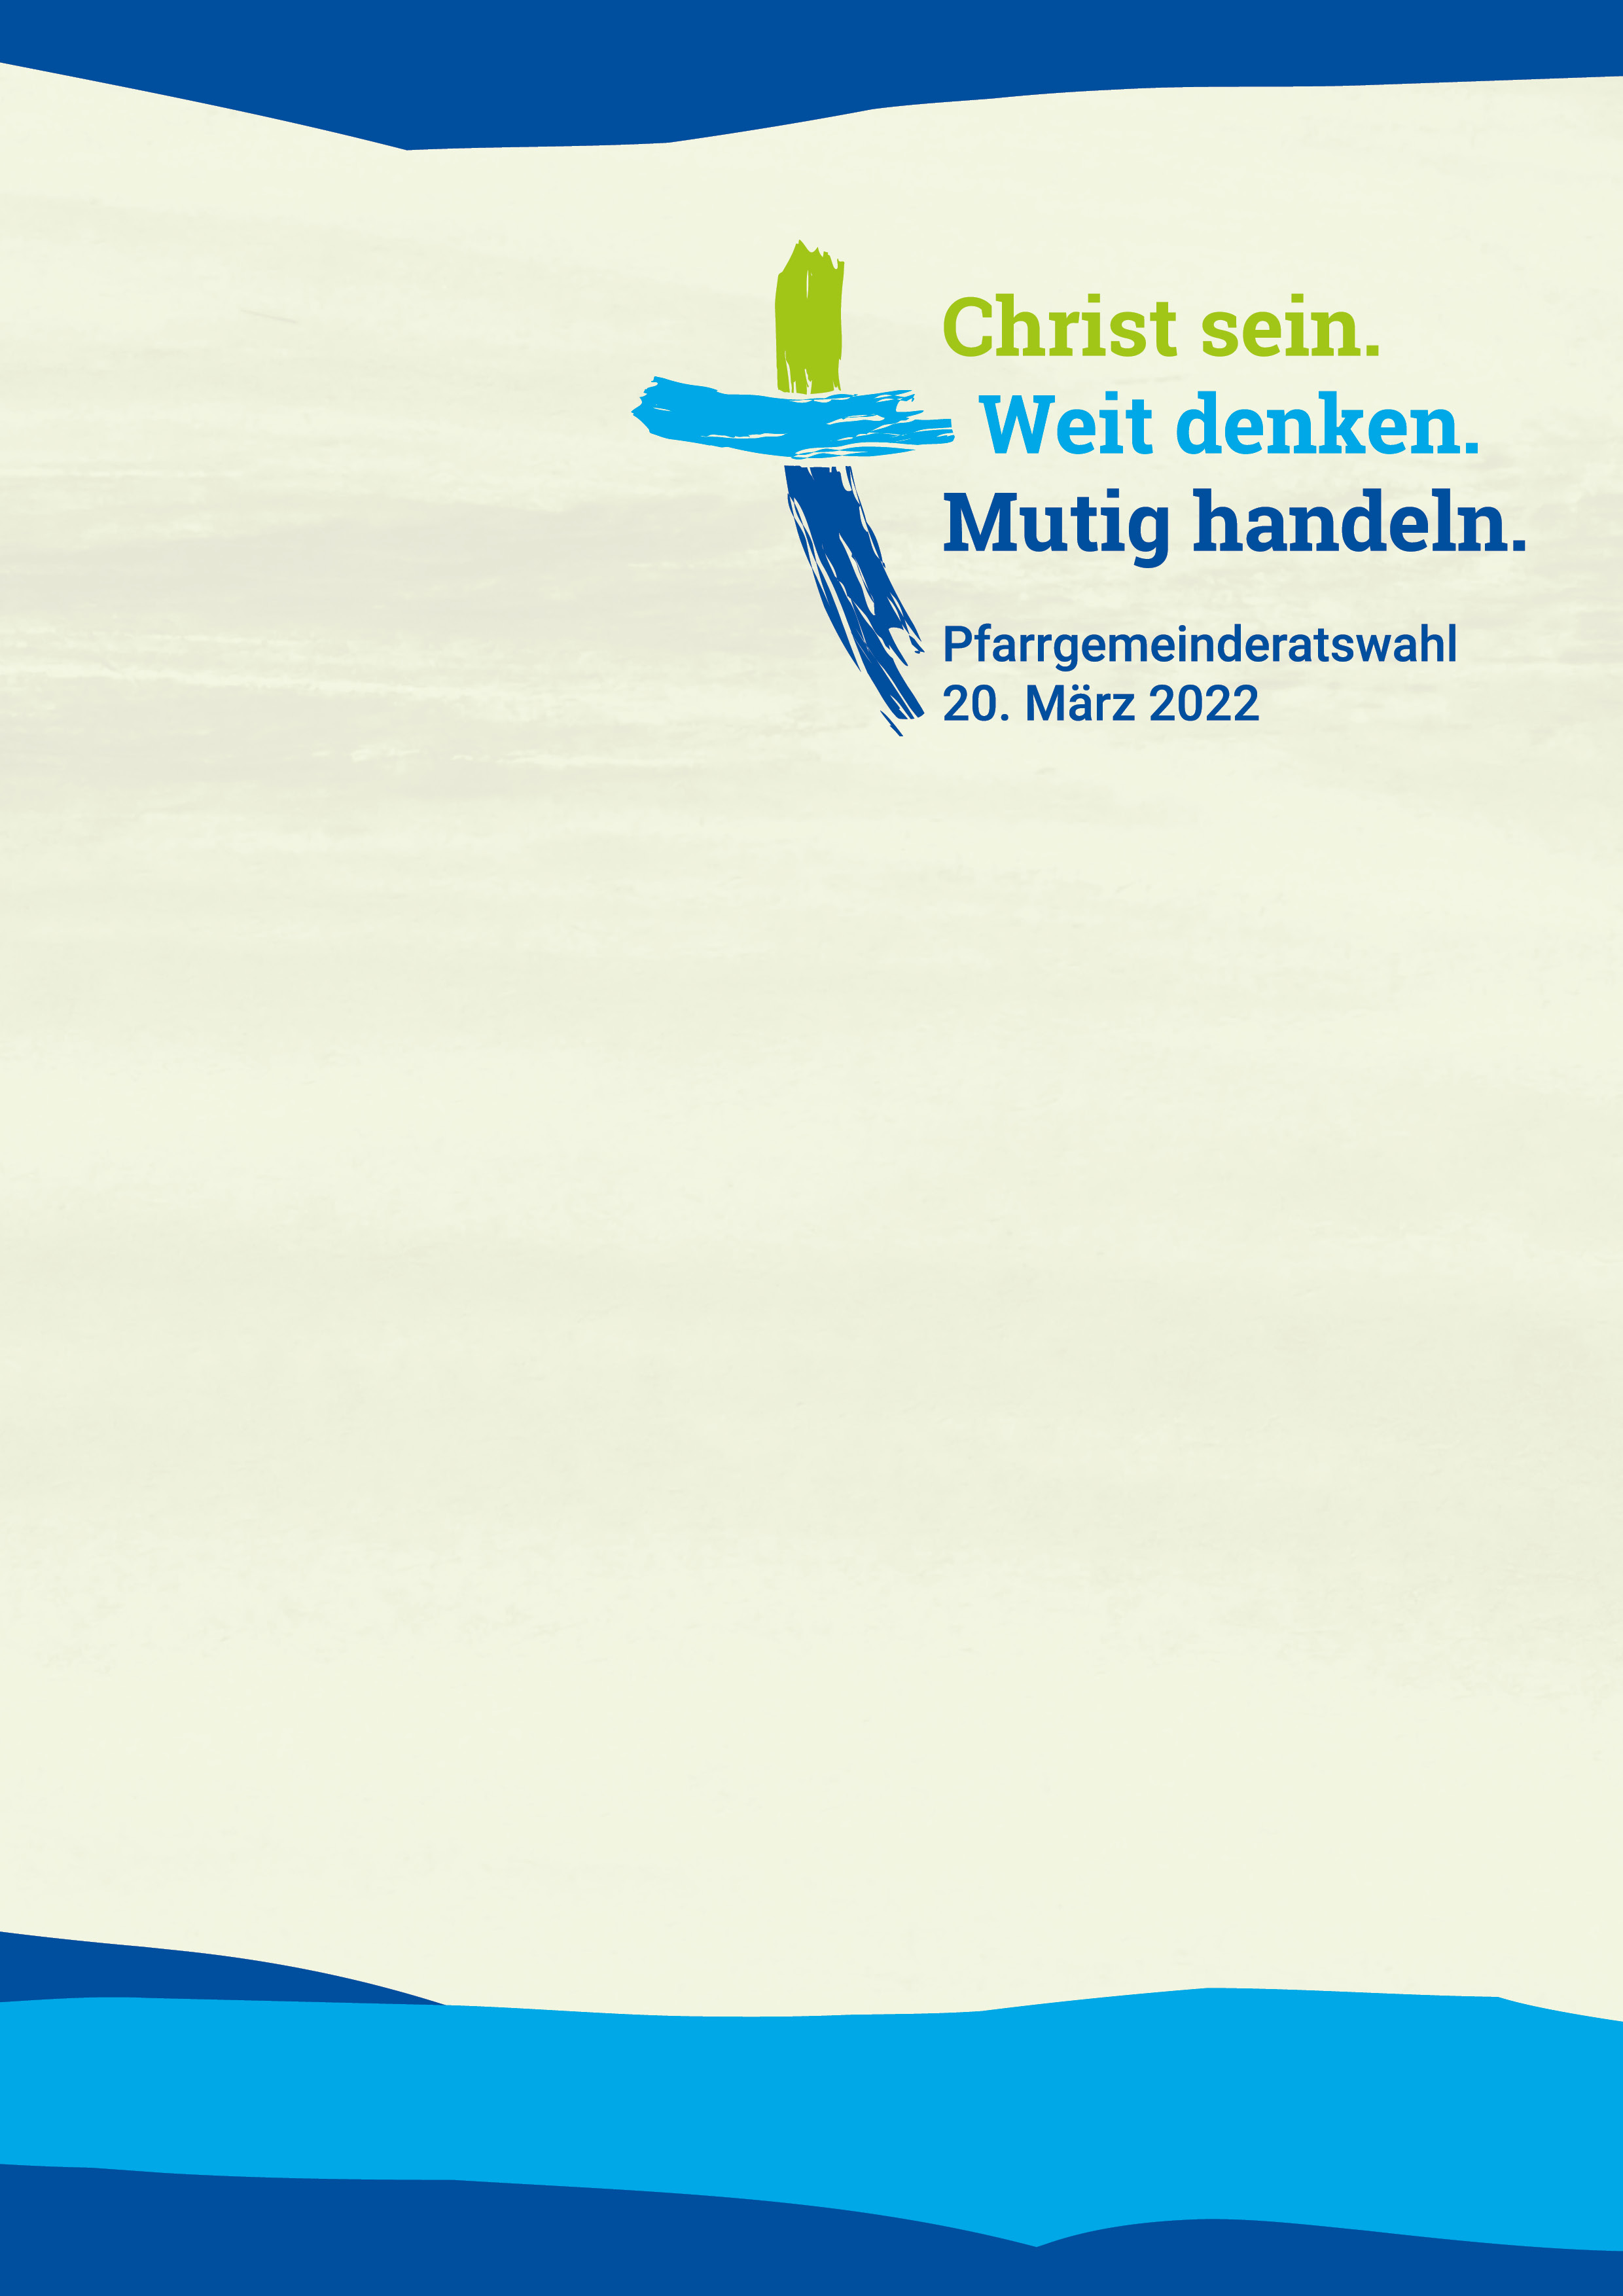 Christ sein.
Weit denken.
Mutig handeln.
Pfarrgemeinderatswahl
20. März 2022